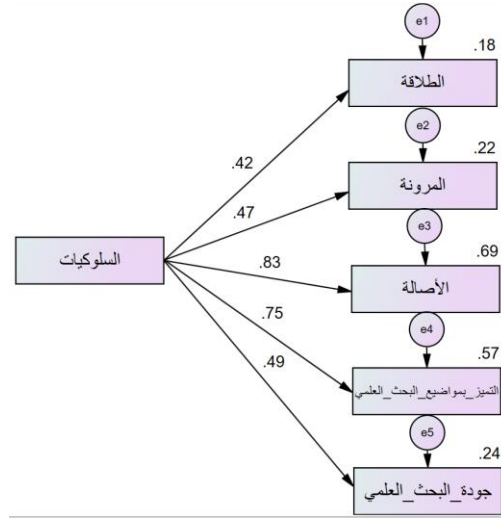 e1
.18
الطلاقة
e2
.42
.22
.47
المرونة
e3
.69
السلوكيات
.83
الأصالة
.75
e4
.57
.49
التميز_بمواضيع_البحث_العلمي
e5
.24
جودة_البحث_العلمي